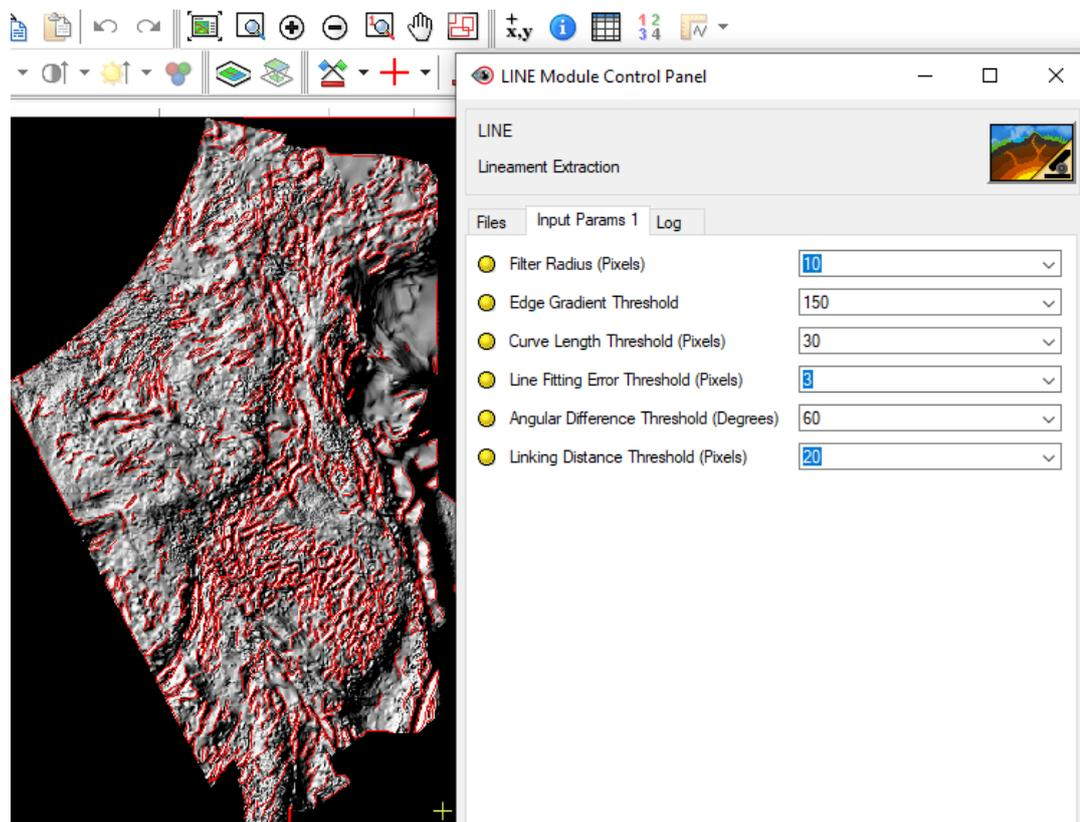 +
x,y
1 2
3 4
1
LINE Module Control Panel
LINE
Lineament Extraction
Files
Input Params 1
Log
Filter Radius (Pixels) 10
Edge Gradient Threshold 150
Curve Length Threshold (Pixels) 30
Line Fitting Error Threshold (Pixels) 3
Angular Difference Threshold (Degrees) 60
Linking Distance Threshold (Pixels) 20